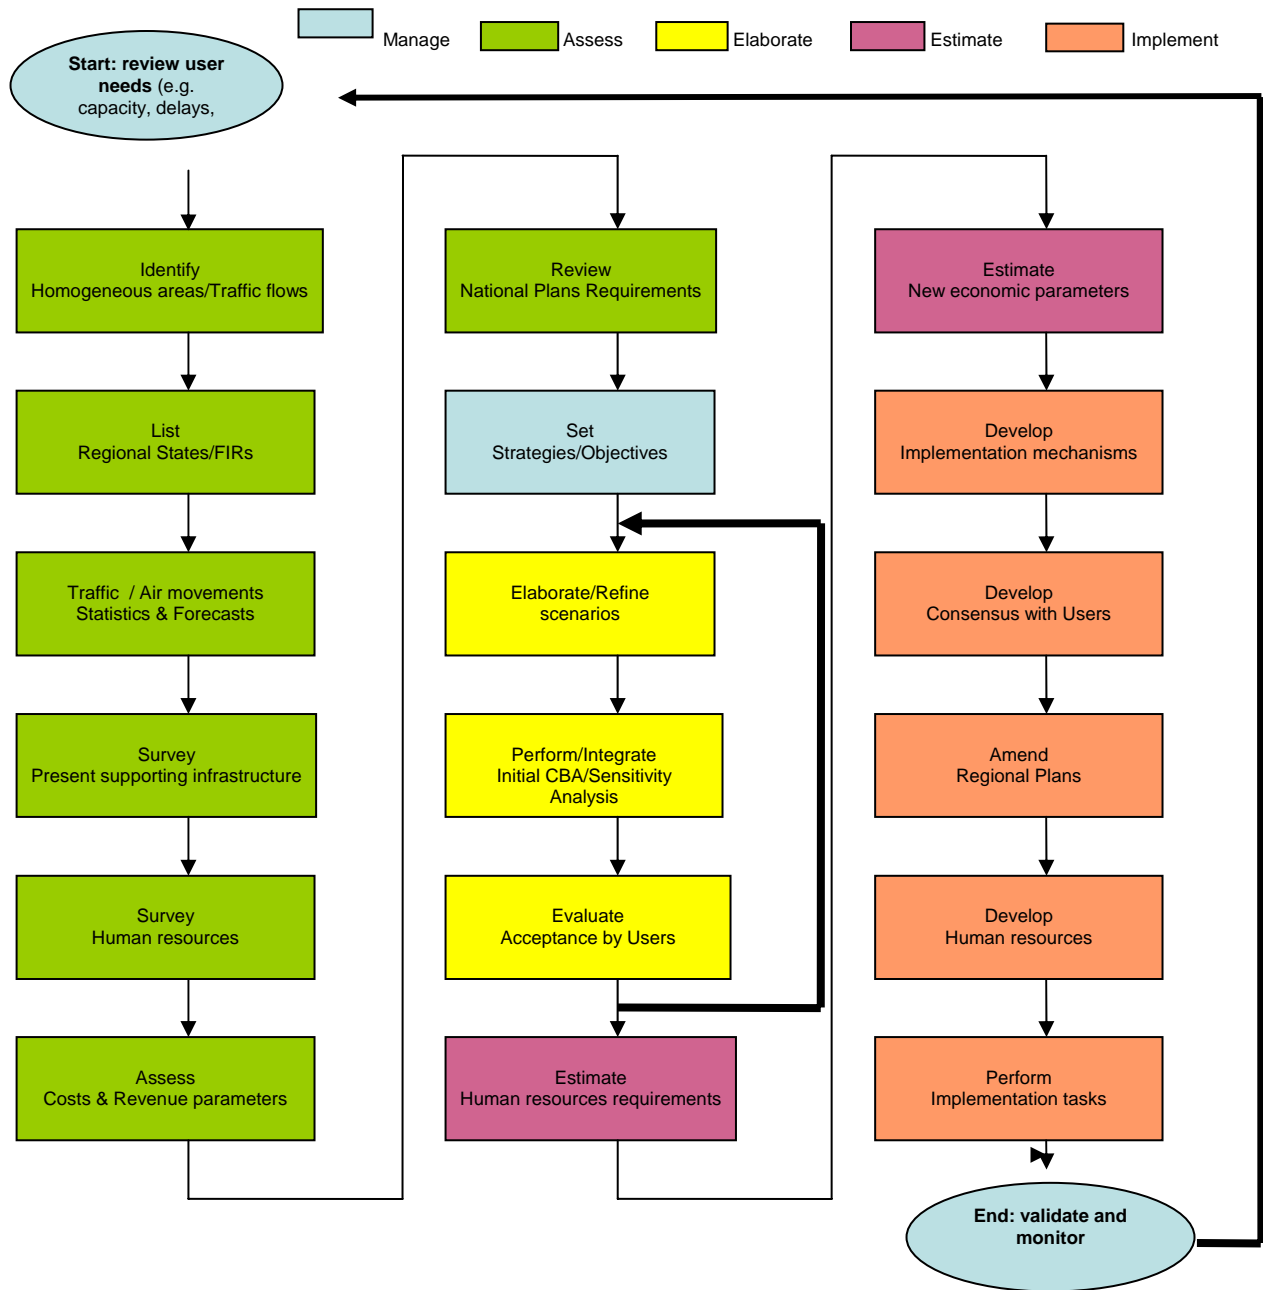 Manage
Assess
Elaborate
Estimate
Implement
Start: review user
needs (e.g.
capacity, delays,
Identify
Homogeneous areas/Traffic flows
List
Regional States/FIRs
Traffic / Air movements
Statistics & Forecasts
Survey
Present supporting infrastructure
Survey
Human resources
Assess
Costs & Revenue parameters
Review
National Plans Requirements
Set
Strategies/Objectives
Elaborate/Refine
scenarios
Perform/Integrate
Initial CBA/Sensitivity
Analysis
Evaluate
Acceptance by Users
Estimate
Human resources requirements
Estimate
New economic parameters
Develop
Implementation mechanisms
Develop
Consensus with Users
Amend
Regional Plans
Develop
Human resources
Perform
Implementation tasks
End: validate and
monitor